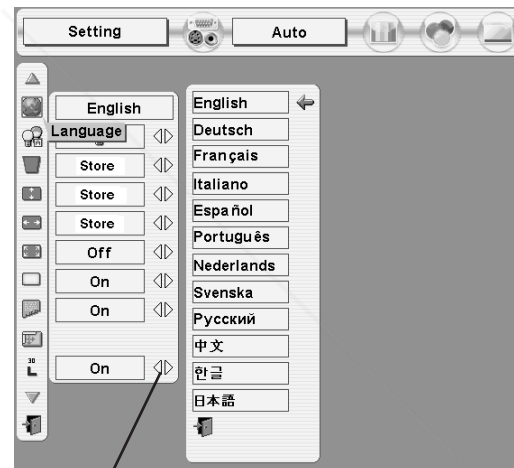 Setting
Auto
English
Language
Store
Store
Store
Off
On
On
On
30
English
Deutsch
Français
Italiano
Español
Português
Nederlands
Svenska
Русский
中文
한글
日本語